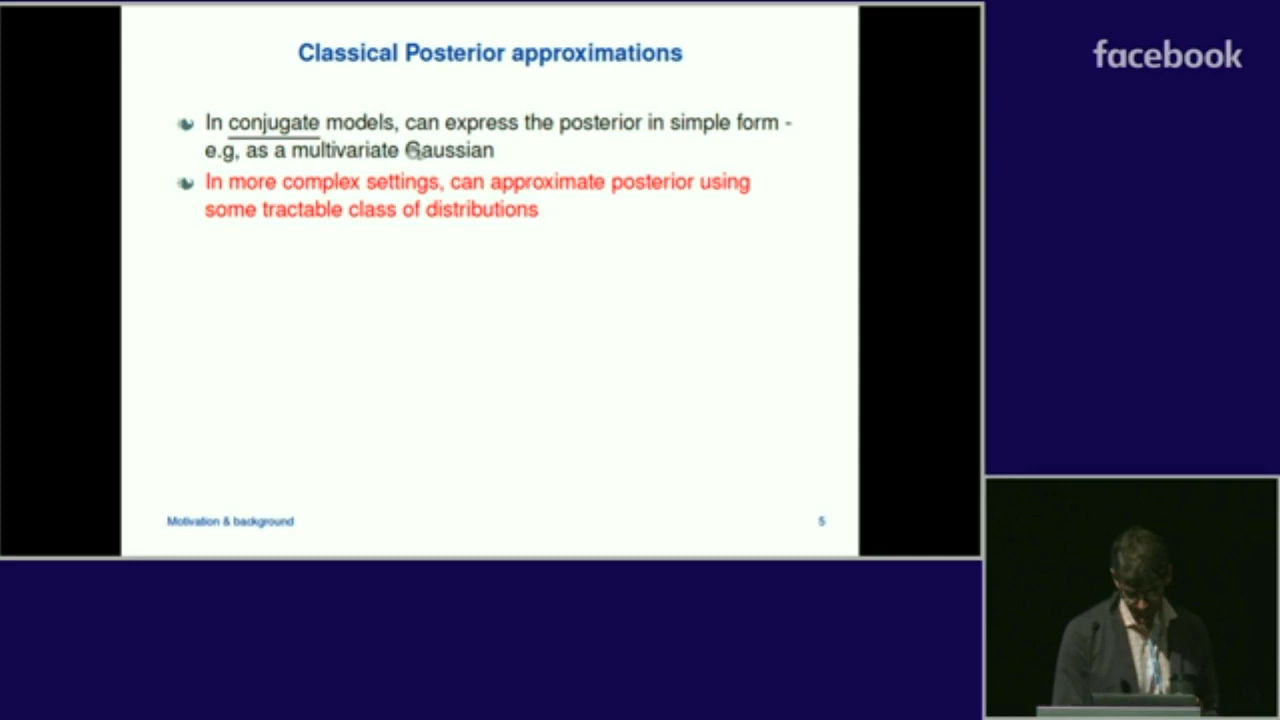 Classical Posterior approximations
In conjugate models, can express the posterior in simple form -
e.g, as a multivariate Gaussian
In more complex settings, can approximate posterior using
some tractable class of distributions
Motivation & background
5
facebook